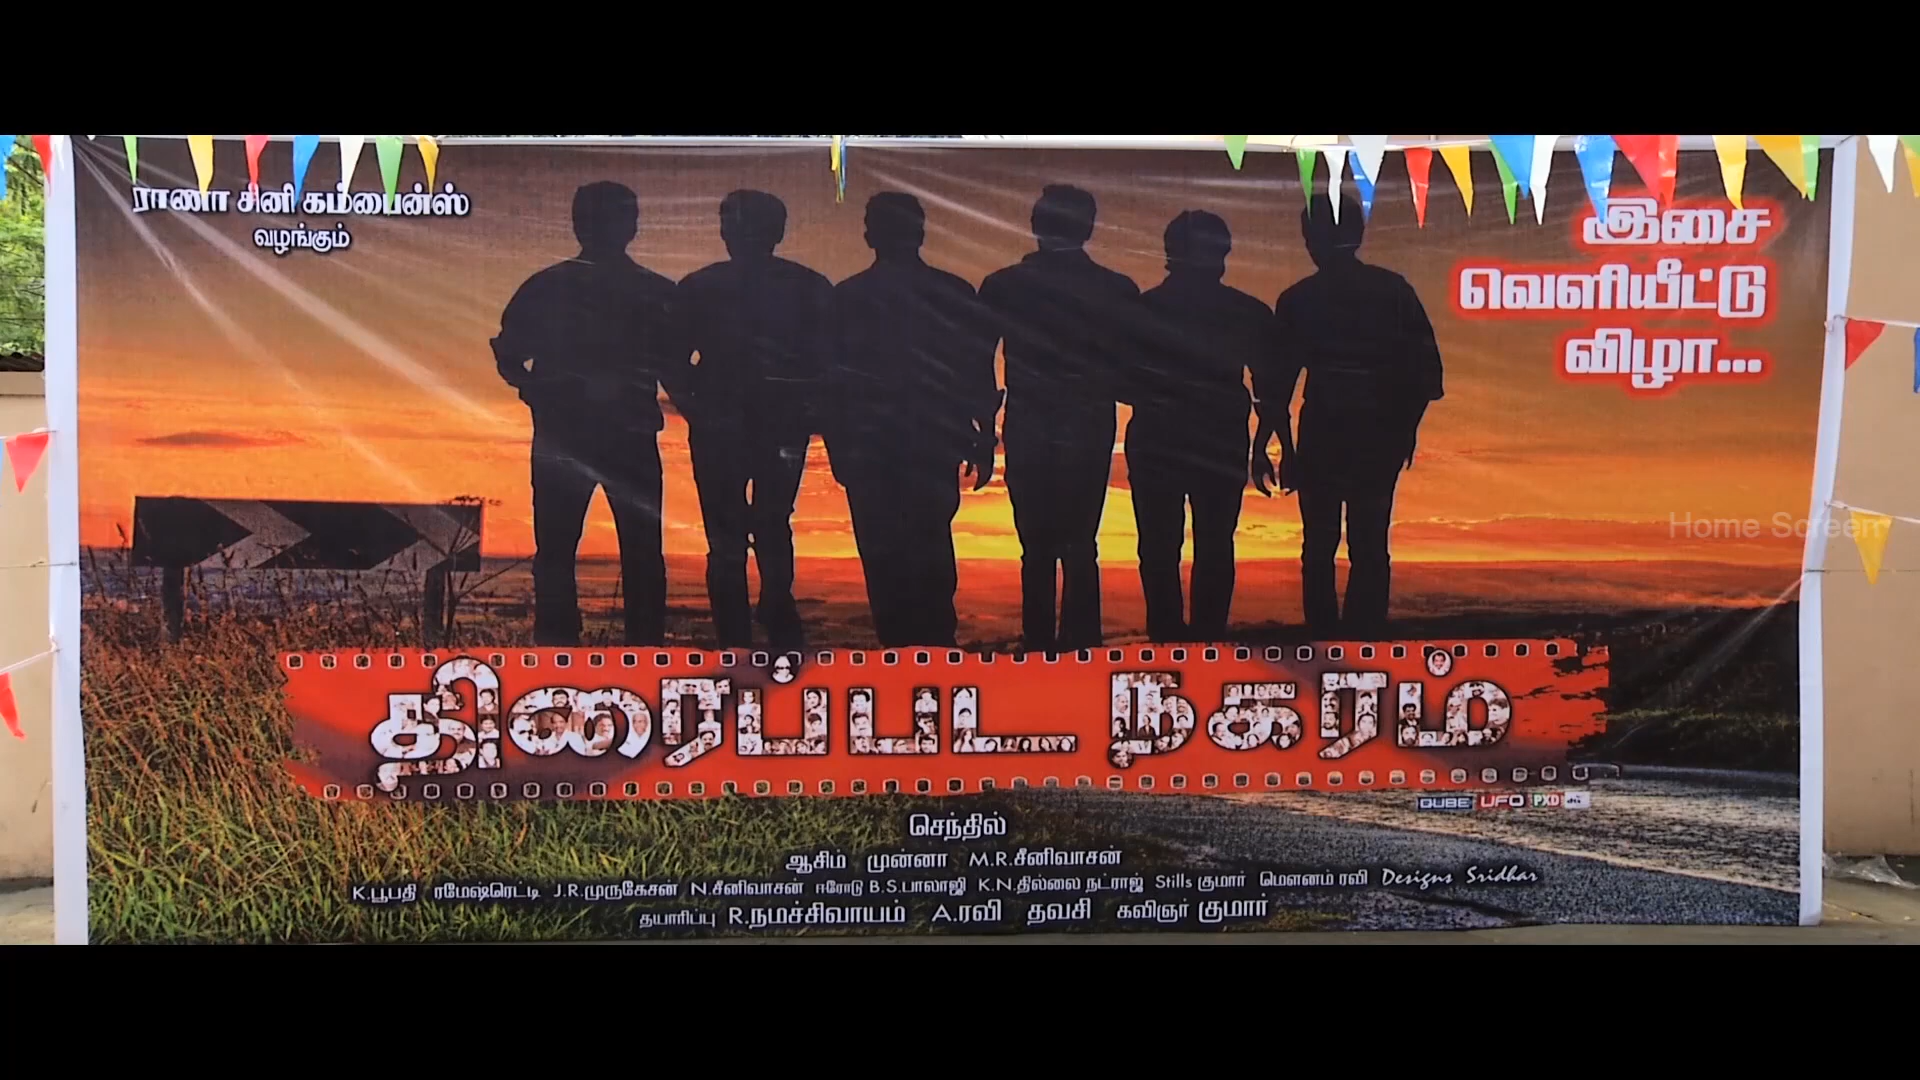 ராணா சினி கம்பைன்ஸ்
வழங்கும்
இசை
வெளியீட்டு
விழா...
Home Screen
திரைப்பட நகரம்
QUBE UFO PXD
செந்தில்
ஆசிம் முன்னா M.R.சீனிவாசன்
K.பூபதி ரமேஷ்ரெட்டி J.R.முருகேசன் N.சீனிவாசன் ஈரோடு B.S.பாலாஜி K.N.தில்லை நட்ராஜ் Stills குமார் மௌனம் ரவி Designs Sridhar
தயாரிப்பு R.நமச்சிவாயம் A.ரவி தவசி கவிஞர் குமார்